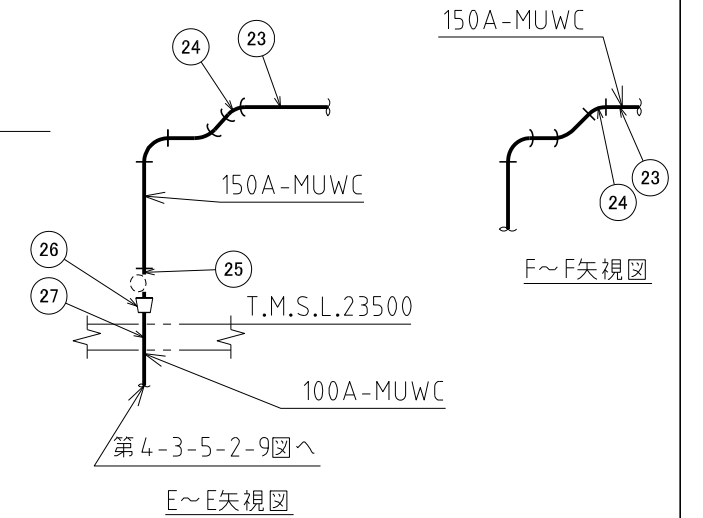 150A-MUWC
24
23
150A-MUWC
23
24
26
25
F～F矢視図
27
T.M.S.L.23500
100A-MUWC
第4-3-5-2-9図へ
E～E矢視図